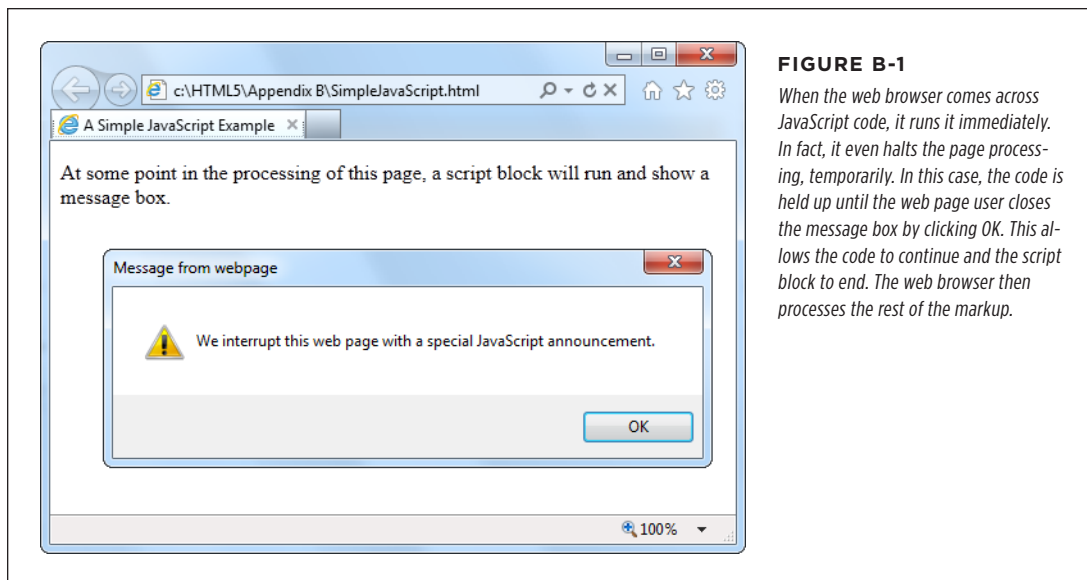 c:\HTML5\Appendix B\SimpleJavaScript.html
A Simple JavaScript Example
At some point in the processing of this page, a script block will run and show a
message box.
Message from webpage
We interrupt this web page with a special JavaScript announcement.
OK
100%
FIGURE B-1
When the web browser comes across
JavaScript code, it runs it immediately.
In fact, it even halts the page process-
ing, temporarily. In this case, the code is
held up until the web page user closes
the message box by clicking OK. This al-
lows the code to continue and the script
block to end. The web browser then
processes the rest of the markup.